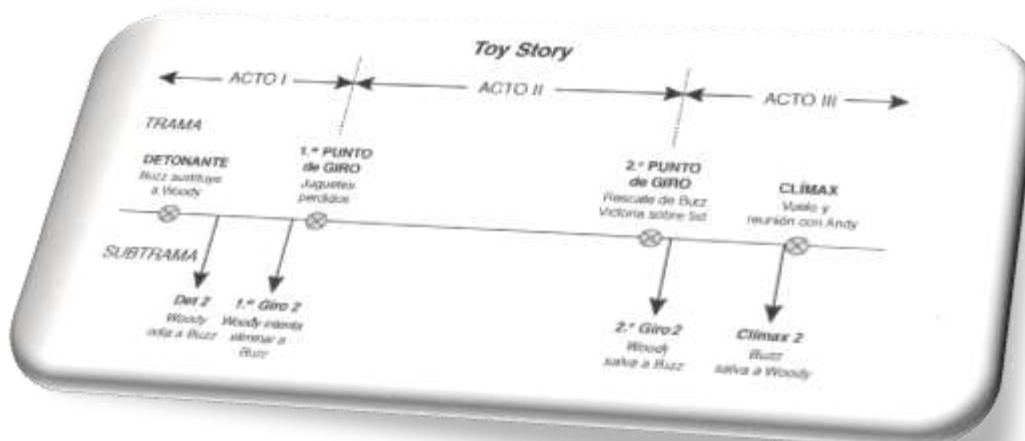 Toy Story
ACTO I
ACTO II
ACTO III
TRAMA
DETONANTE
Buzz sustituye
a Woody
1.er PUNTO
de GIRO
Juguetes
perdidos
2.º PUNTO
de GIRO
Rescate de Buzz
Victoria sobre Sid
CLÍMAX
Vuelo y
reunión con Andy
SUBTRAMA
Det 2
Woody
odia a Buzz
1.er Giro 2
Woody intenta
eliminar a
Buzz
2.º Giro 2
Woody
salva a Buzz
Clímax 2
Buzz
salva a Woody